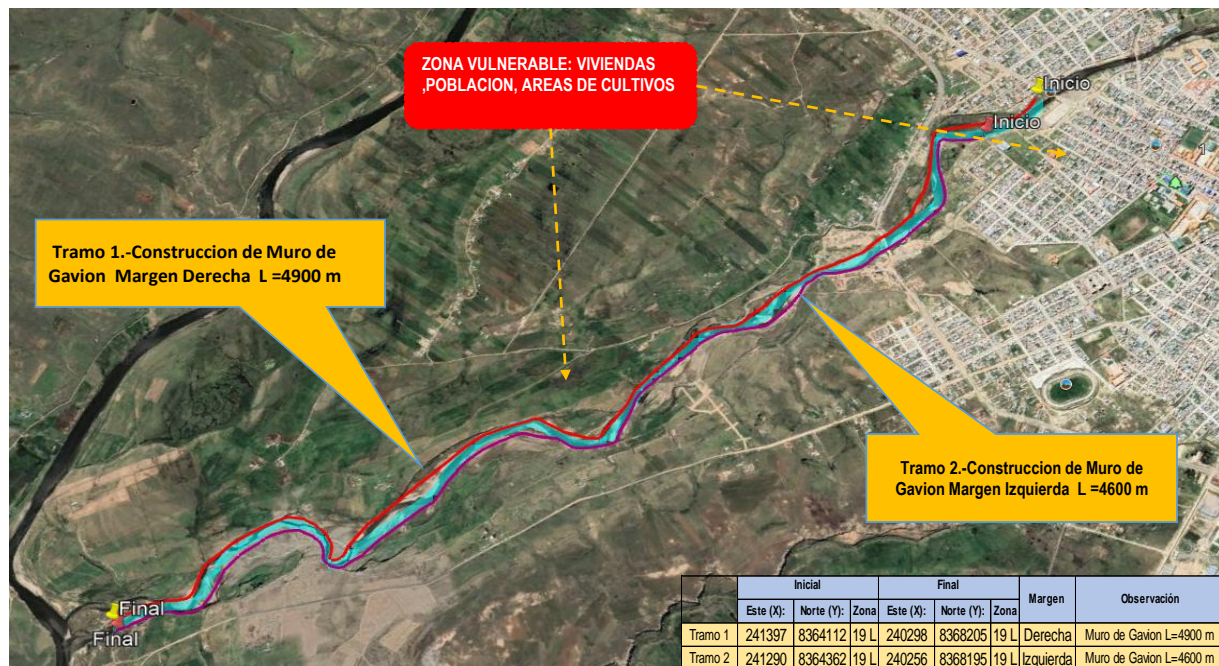 ZONA VULNERABLE: VIVIENDAS
,POBLACION, AREAS DE CULTIVOS
Inicio
Inicio
1
Tramo 1.-Construccion de Muro de
Gavion Margen Derecha L =4900 m
Tramo 2.-Construccion de Muro de
Gavion Margen Izquierda L =4600 m
Final
Final
Inicial Final Margen Observación
Este (X): Norte (Y): Zona Este (X): Norte (Y): Zona
Tramo 1 241397 8364112 19 L 240298 8368205 19 L Derecha Muro de Gavion L=4900 m
Tramo 2 241290 8364362 19 L 240256 8368195 19 L Izquierda Muro de Gavion L=4600 m